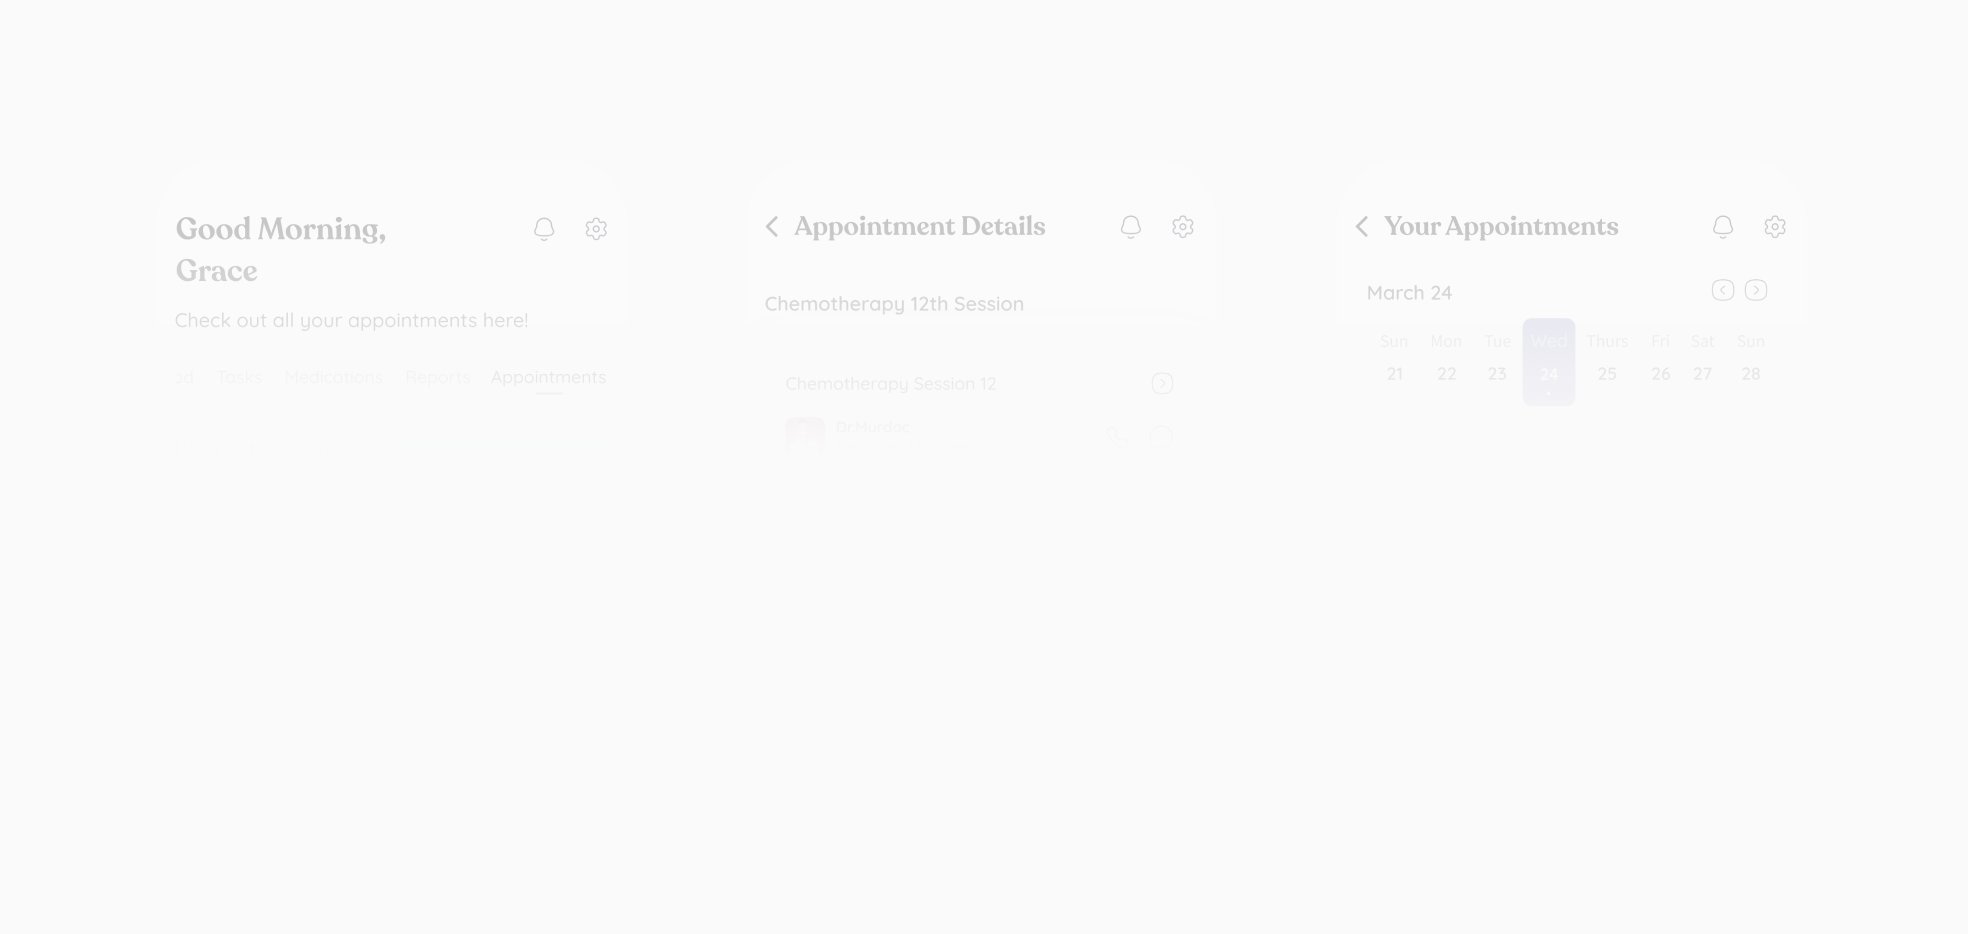 Good Morning,
Grace
Check out all your appointments here!
od Tasks Medications Reports Appointments
Appointment Details
Chemotherapy 12th Session
Chemotherapy Session 12
Dr.Murdoc
Your Appointments
March 24
Sun Mon Tue Wed Thurs Fri Sat Sun
21 22 23 24 25 26 27 28